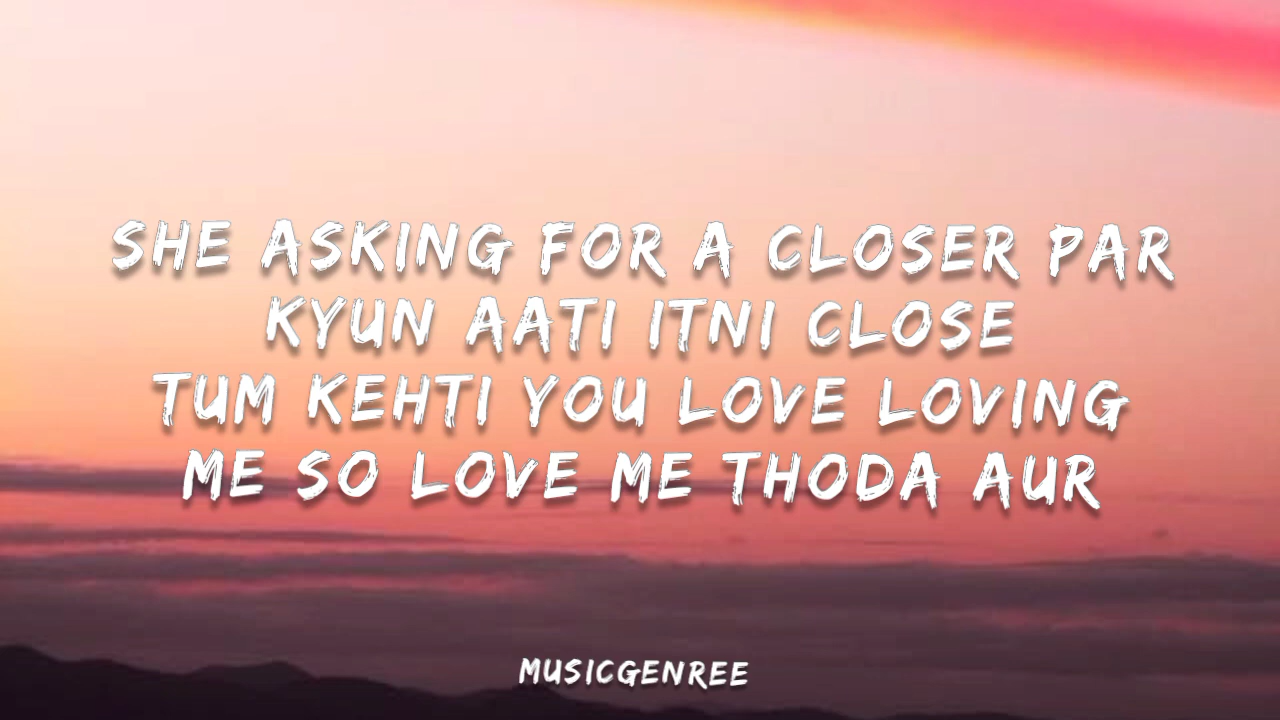 SHE ASKING FOR A CLOSER PAR
KYUN AATI ITNI CLOSE
TUM KEHTI YOU LOVE LOVING
ME SO LOVE ME THODA AUR
MUSICGENREE